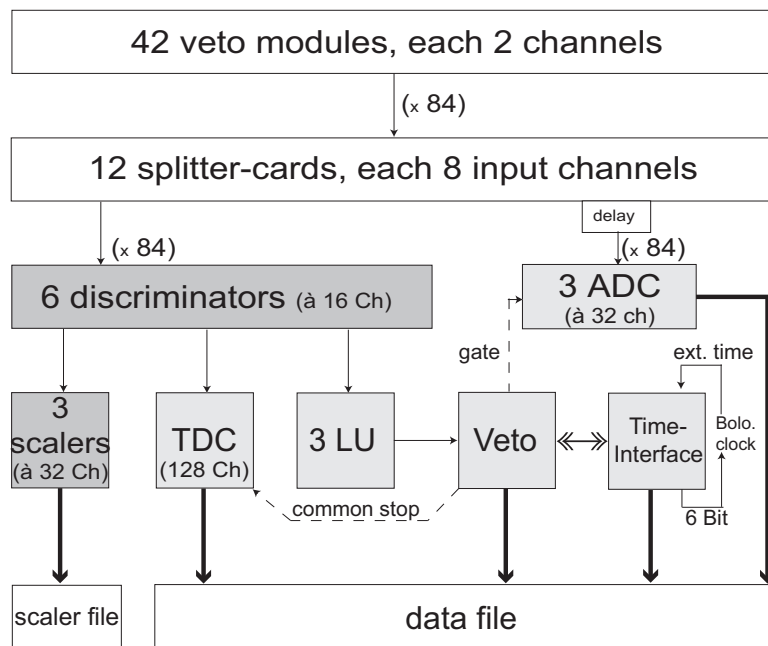 42 veto modules, each 2 channels
(x 84)
12 splitter-cards, each 8 input channels
delay
(x 84)
(x 84)
6 discriminators (à 16 Ch)
3 ADC
(à 32 ch)
gate
ext. time
3
scalers
(à 32 Ch)
TDC
(128 Ch)
3 LU
Veto
Time-
Interface
Bolo.
clock
common stop
6 Bit
scaler file
data file